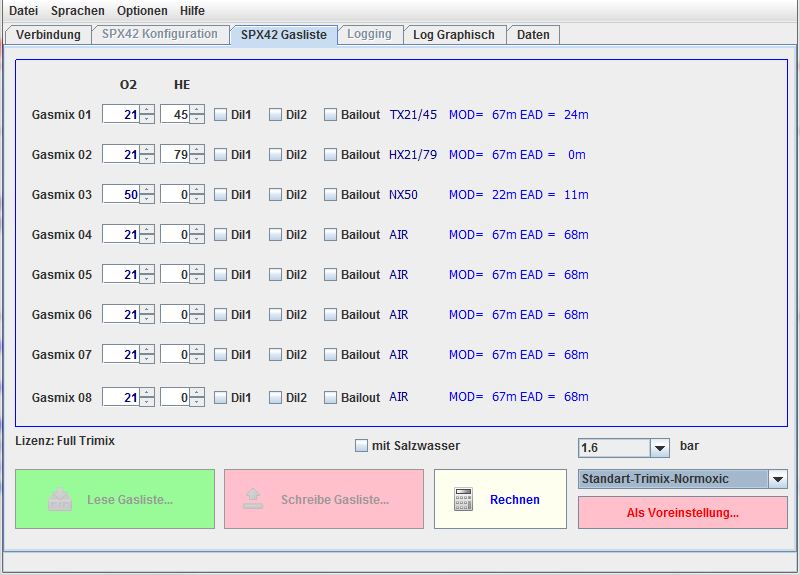 Datei Sprachen Optionen Hilfe
Verbindung SPX42 Konfiguration SPX42 Gasliste Logging Log Graphisch Daten
O2 HE
Gasmix 01 21 45 Dil1 Dil2 Bailout TX21/45 MOD= 67m EAD = 24m
Gasmix 02 21 79 Dil1 Dil2 Bailout HX21/79 MOD= 67m EAD = 0m
Gasmix 03 50 0 Dil1 Dil2 Bailout NX50 MOD= 22m EAD = 11m
Gasmix 04 21 0 Dil1 Dil2 Bailout AIR MOD= 67m EAD = 68m
Gasmix 05 21 0 Dil1 Dil2 Bailout AIR MOD= 67m EAD = 68m
Gasmix 06 21 0 Dil1 Dil2 Bailout AIR MOD= 67m EAD = 68m
Gasmix 07 21 0 Dil1 Dil2 Bailout AIR MOD= 67m EAD = 68m
Gasmix 08 21 0 Dil1 Dil2 Bailout AIR MOD= 67m EAD = 68m
Lizenz: Full Trimix mit Salzwasser 1.6 bar
Standart-Trimix-Normoxic
Lese Gasliste... Schreibe Gasliste... Rechnen
Als Voreinstellung...